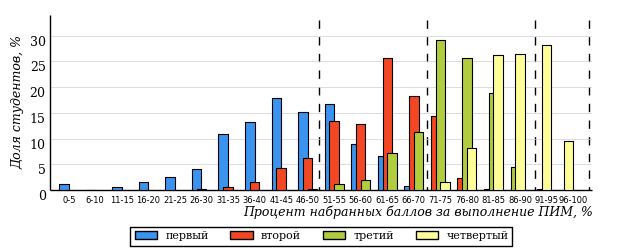 Доля студентов, %
30
25
20
15
10
5
0
0-5 6-10 11-15 16-20 21-25 26-30 31-35 36-40 41-45 46-50 51-55 56-60 61-65 66-70 71-75 76-80 81-85 86-90 91-95 96-100
Процент набранных баллов за выполнение ПИМ, %
первый второй третий четвертый